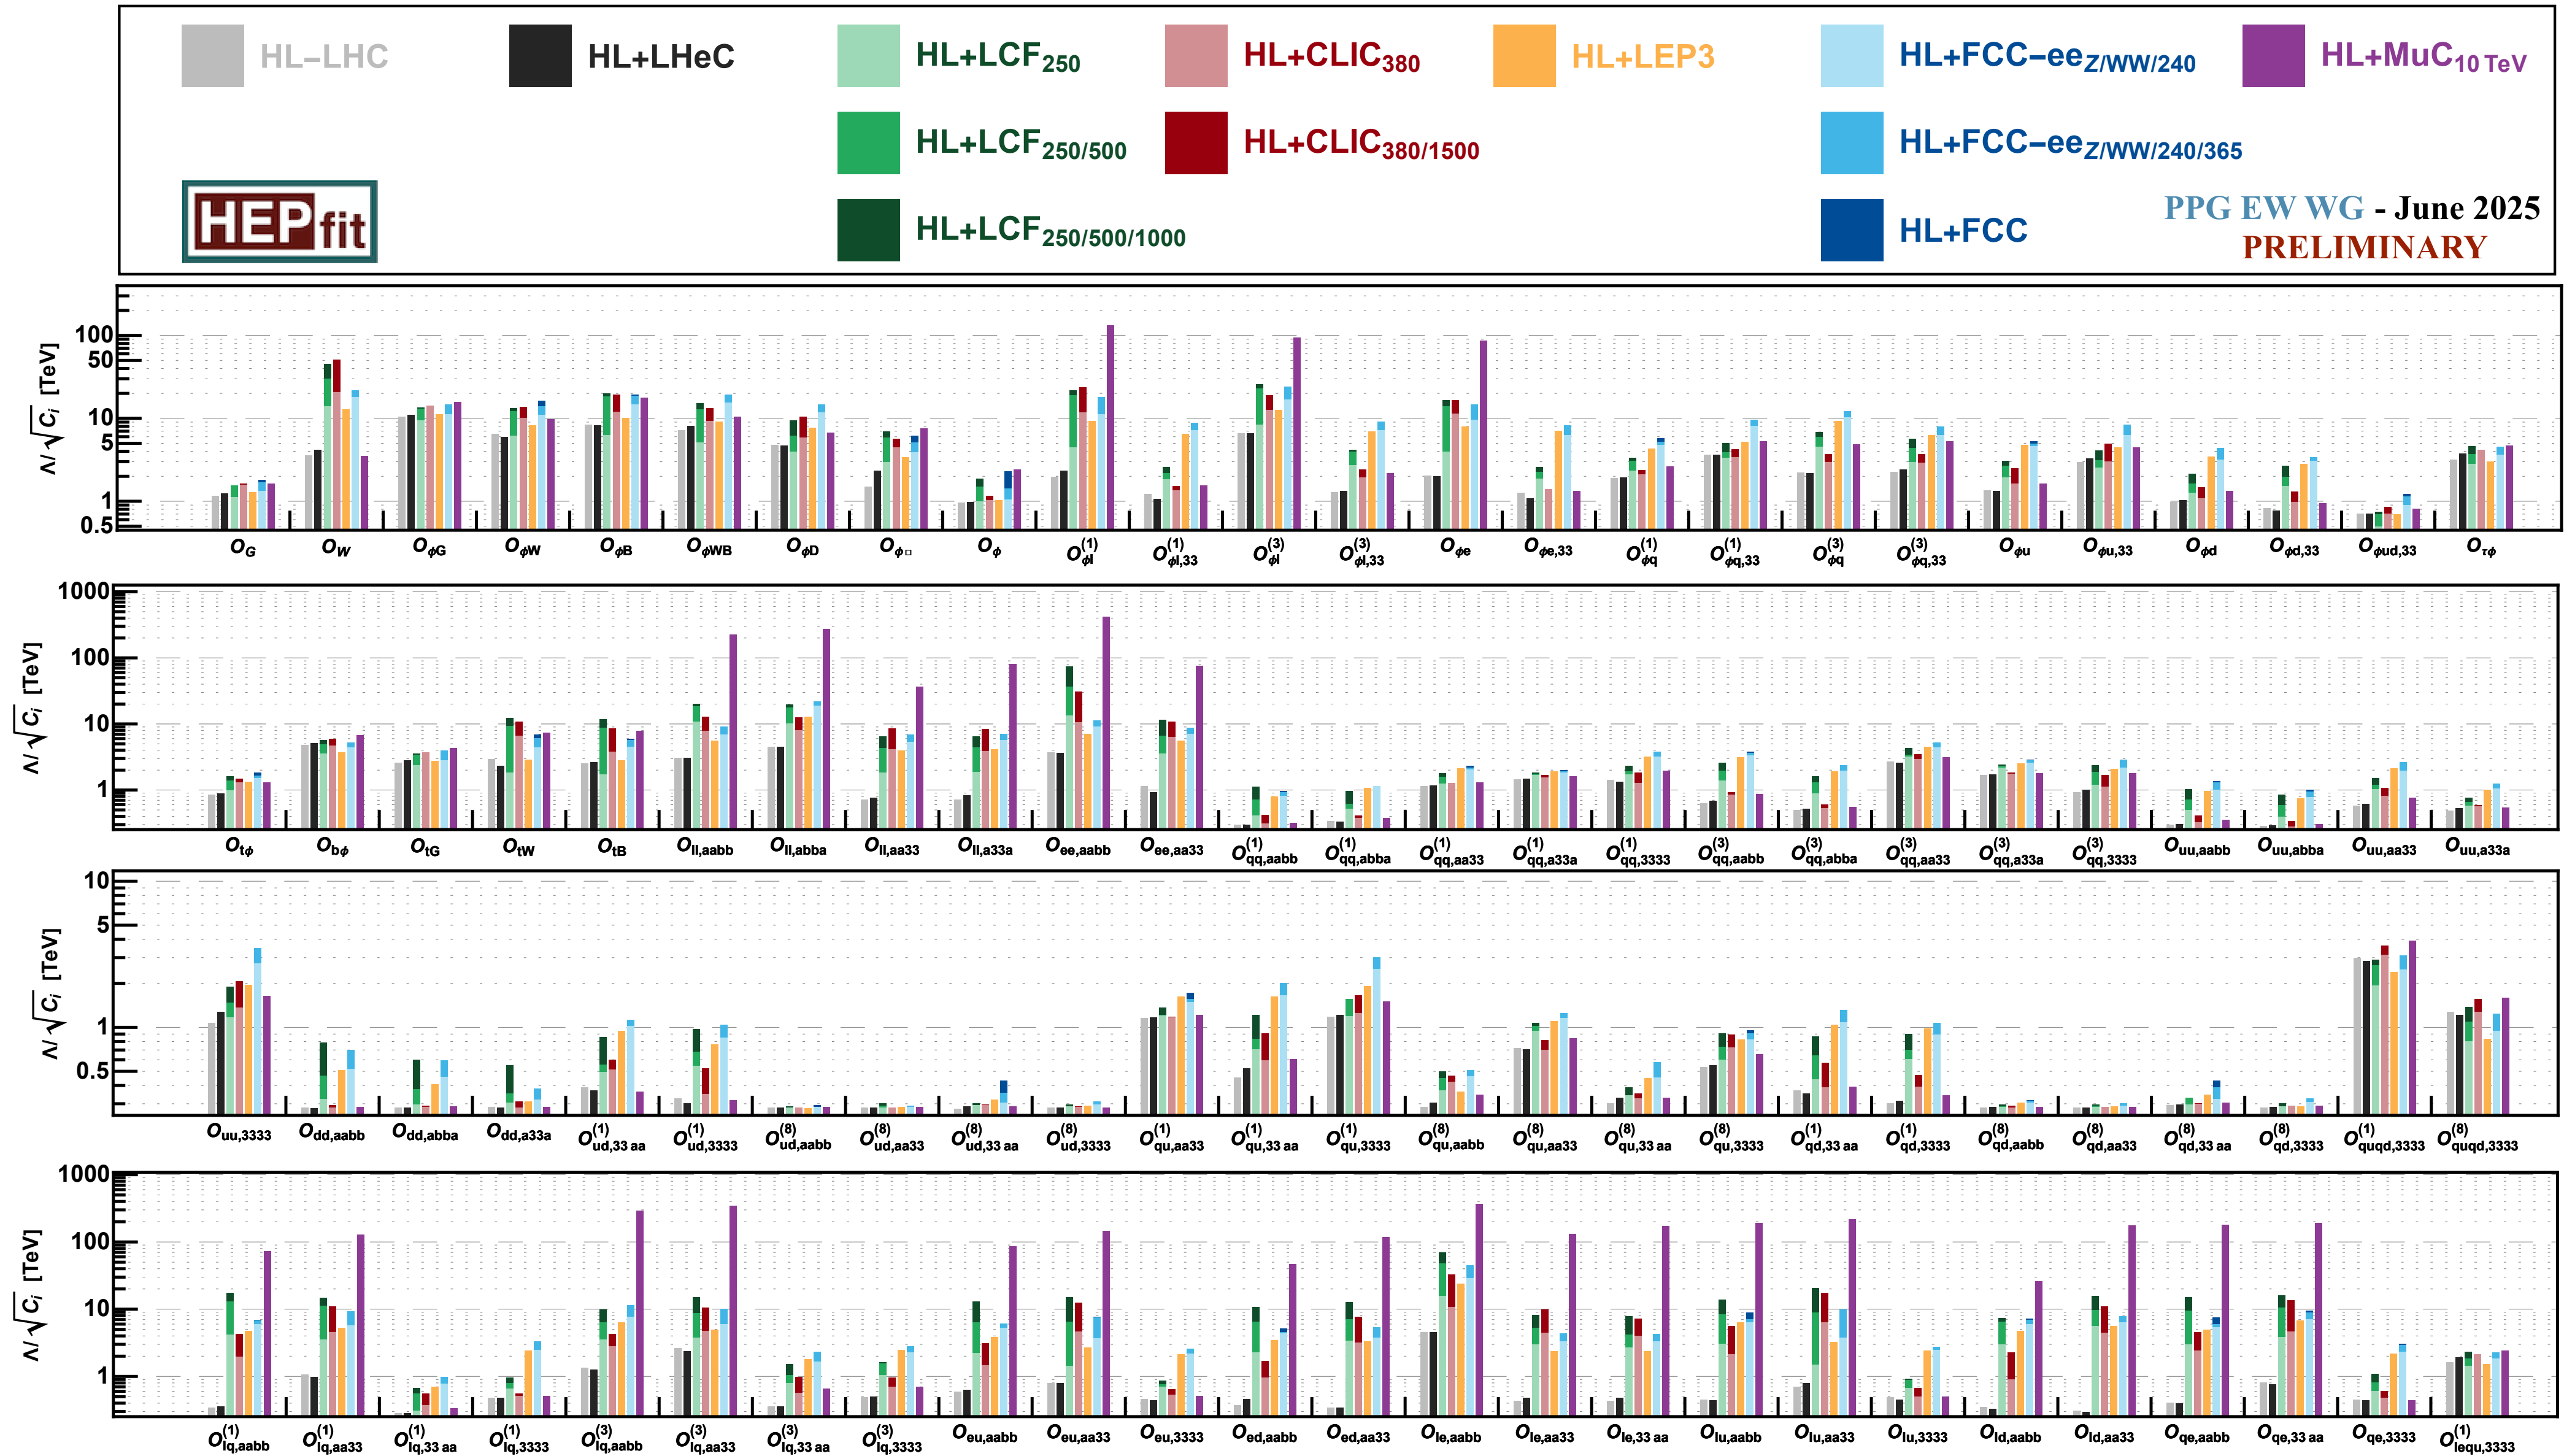 HL–LHC HL+LHeC HL+LCF250 HL+CLIC380 HL+LEP3 HL+FCC–eeZ/WW/240 HL+MuC10 TeV
HL+LCF250/500 HL+CLIC380/1500 HL+FCC–eeZ/WW/240/365
HEPfit HL+LCF250/500/1000 HL+FCC PPG EW WG - June 2025
PRELIMINARY
100
50
10
5
1
0.5
Λ/√Ci [TeV]
OG OW OϕG OϕW OϕB OϕWB OϕD Oϕ□ Oϕ O(1)ϕl O(1)ϕl,33 O(3)ϕl O(3)ϕl,33 Oϕe Oϕe,33 O(1)ϕq O(1)ϕq,33 O(3)ϕq O(3)ϕq,33 Oϕu Oϕu,33 Oϕd Oϕd,33 Oϕud,33 Oτϕ
1000
100
10
1
Λ/√Ci [TeV]
Otϕ Obϕ OtG OtW OtB Oll,aabb Oll,abba Oll,aa33 Oll,a33a Oee,aabb Oee,aa33 O(1)qq,aabb O(1)qq,abba O(1)qq,aa33 O(1)qq,a33a O(1)qq,3333 O(3)qq,aabb O(3)qq,abba O(3)qq,aa33 O(3)qq,a33a O(3)qq,3333 Ouu,aabb Ouu,abba Ouu,aa33 Ouu,a33a
10
5
1
0.5
Λ/√Ci [TeV]
Ouu,3333 Odd,aabb Odd,abba Odd,a33a O(1)ud,33 aa O(1)ud,3333 O(8)ud,aabb O(8)ud,aa33 O(8)ud,33 aa O(8)ud,3333 O(1)qu,aa33 O(1)qu,33 aa O(1)qu,3333 O(8)qu,aabb O(8)qu,aa33 O(8)qu,33 aa O(8)qu,3333 O(1)qd,33 aa O(1)qd,3333 O(8)qd,aabb O(8)qd,aa33 O(8)qd,33 aa O(8)qd,3333 O(1)quqd,3333 O(8)quqd,3333
1000
100
10
1
Λ/√Ci [TeV]
O(1)lq,aabb O(1)lq,aa33 O(1)lq,33 aa O(1)lq,3333 O(3)lq,aabb O(3)lq,aa33 O(3)lq,33 aa O(3)lq,3333 Oeu,aabb Oeu,aa33 Oeu,3333 Oed,aabb Oed,aa33 Ole,aabb Ole,aa33 Ole,33 aa Olu,aabb Olu,aa33 Olu,3333 Old,aabb Old,aa33 Oqe,aabb Oqe,33 aa Oqe,3333 O(1)lequ,3333